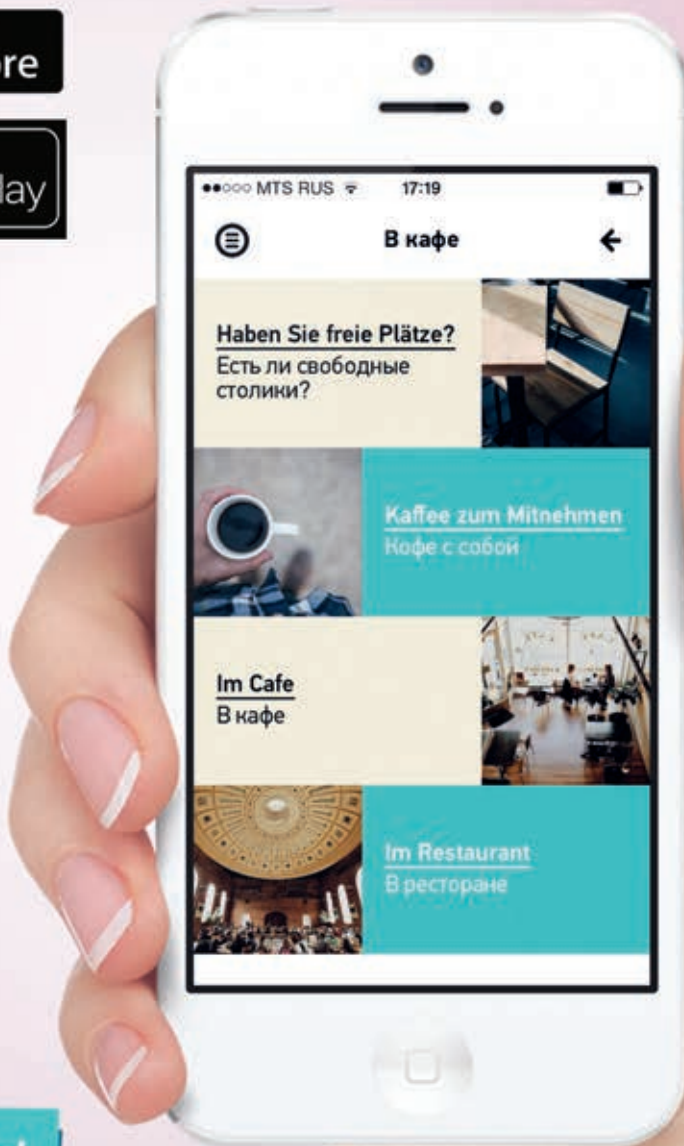 ore
lay
MTS RUS 17:19
В кафе
Haben Sie freie Plätze?
Есть ли свободные
столики?
Kaffee zum Mitnehmen
Кофе с собой
Im Cafe
В кафе
Im Restaurant
В ресторане